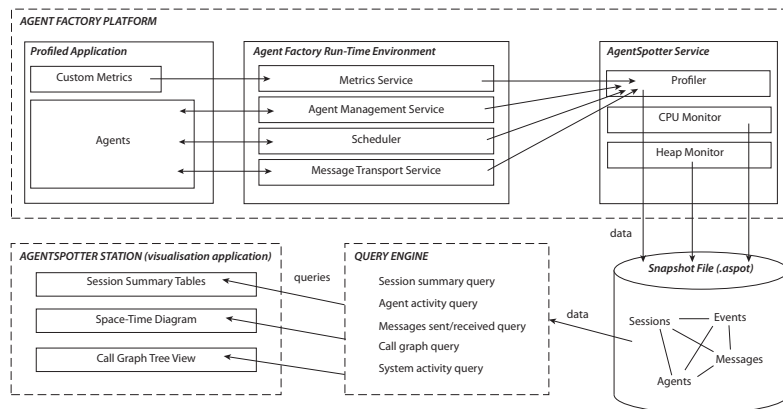 AGENT FACTORY PLATFORM
Profiled Application
Custom Metrics
Agents
Agent Factory Run-Time Environment
Metrics Service
Agent Management Service
Scheduler
Message Transport Service
AgentSpotter Service
Profiler
CPU Monitor
Heap Monitor
data
AGENTSPOTTER STATION (visualisation application)
Session Summary Tables
Space-Time Diagram
Call Graph Tree View
queries
QUERY ENGINE
Session summary query
Agent activity query
Messages sent/received query
Call graph query
System activity query
data
Snapshot File (.aspot)
Sessions
Events
Messages
Agents